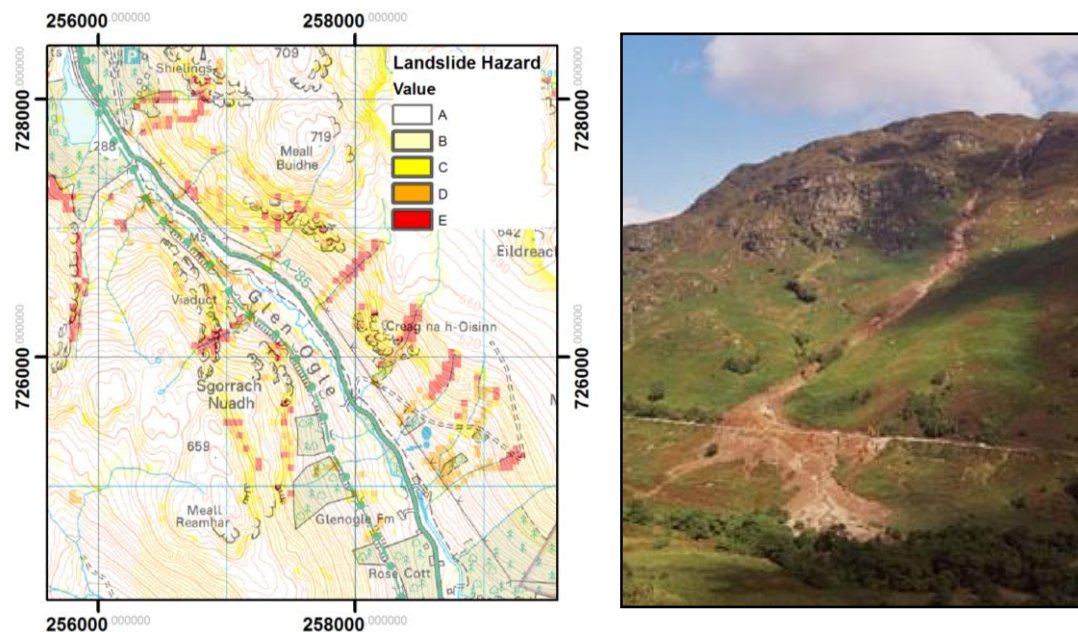 256000.000000
258000.000000
728000.000000
728000.000000
726000.000000
726000.000000
Landslide Hazard
Value
A
B
C
D
E
P
Shielings
709
288
719
Meall
Buidhe
MS
642
Eildreach
A-85
550
520
Viaduct
Glen Ogle
Creag na h-Oisinn
Sgorrach
Nuadh
659
Meall
Reamhar
Glenogle Fm
Rose Cott
256000.000000
258000.000000